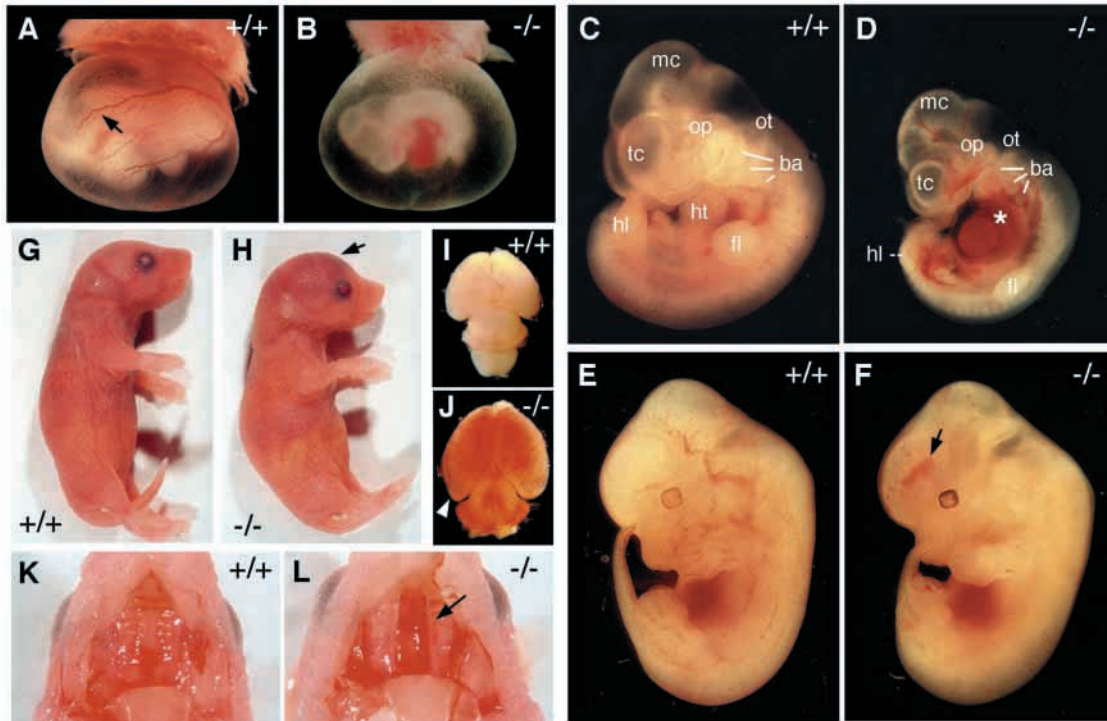 A +/+
B -/-
C +/+
mc
op
ot
tc
ba
hl
ht
fl
D -/-
mc
op
ot
tc
ba
*
hl
fl
G
+/+
H
-/-
I +/+
J -/-
E +/+
F -/-
K +/+
L -/-